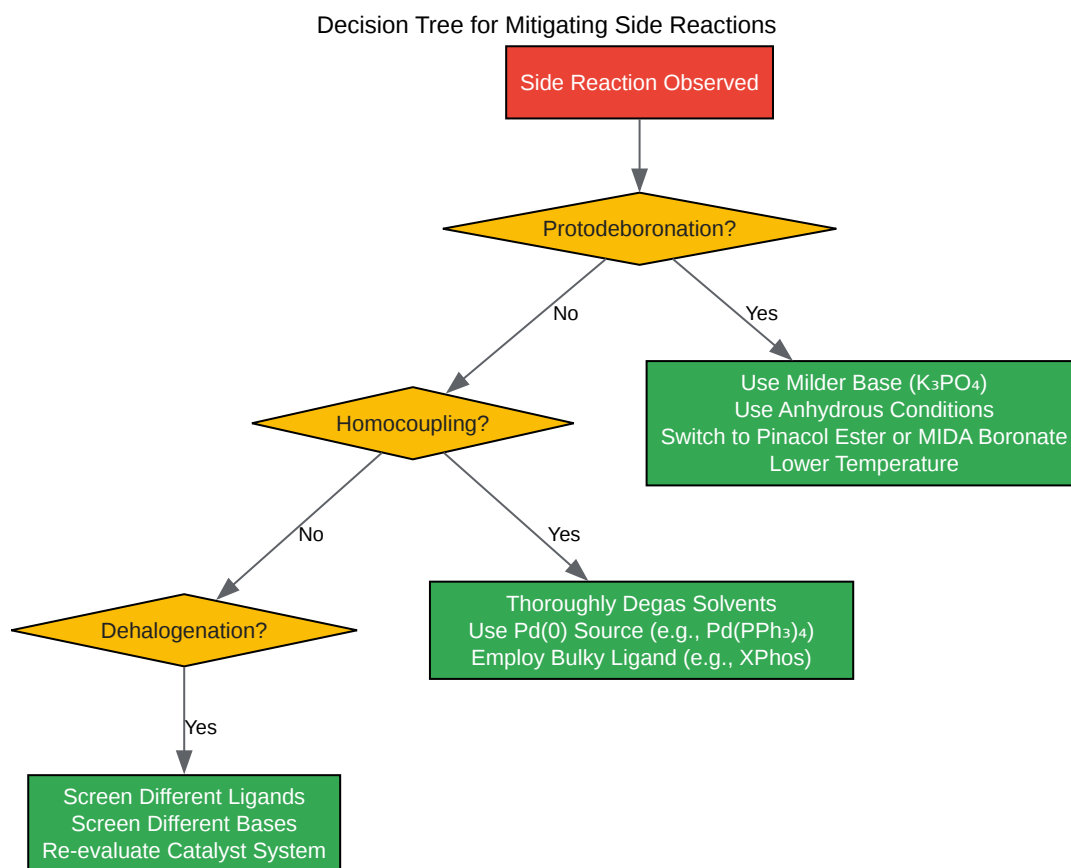 Decision Tree for Mitigating Side Reactions
Side Reaction Observed
Protodeboronation?
No
Yes
Use Milder Base (K₃PO₄)
Use Anhydrous Conditions
Switch to Pinacol Ester or MIDA Boronate
Lower Temperature
Homocoupling?
No
Yes
Thoroughly Degas Solvents
Use Pd(0) Source (e.g., Pd(PPh₃)₄)
Employ Bulky Ligand (e.g., XPhos)
Dehalogenation?
Yes
Screen Different Ligands
Screen Different Bases
Re-evaluate Catalyst System